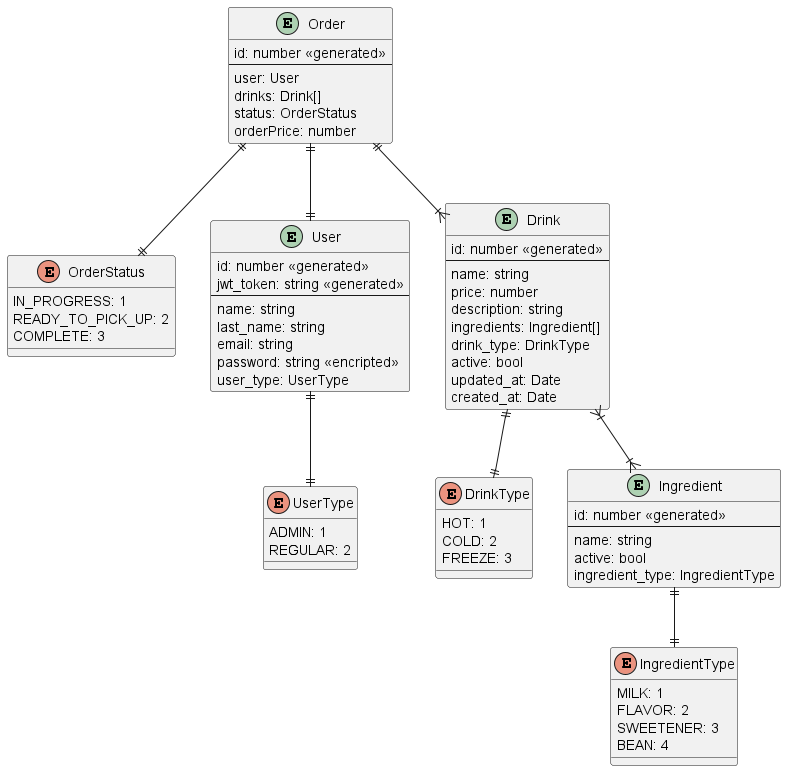 E Order
id: number «generated»
user: User
drinks: Drink[]
status: OrderStatus
orderPrice: number
E OrderStatus
IN_PROGRESS: 1
READY_TO_PICK_UP: 2
COMPLETE: 3
E User
id: number «generated»
jwt_token: string «generated»
name: string
last_name: string
email: string
password: string «encripted»
user_type: UserType
E Drink
id: number «generated»
name: string
price: number
description: string
ingredients: Ingredient[]
drink_type: DrinkType
active: bool
updated_at: Date
created_at: Date
E UserType
ADMIN: 1
REGULAR: 2
E DrinkType
HOT: 1
COLD: 2
FREEZE: 3
E Ingredient
id: number «generated»
name: string
active: bool
ingredient_type: IngredientType
E IngredientType
MILK: 1
FLAVOR: 2
SWEETENER: 3
BEAN: 4